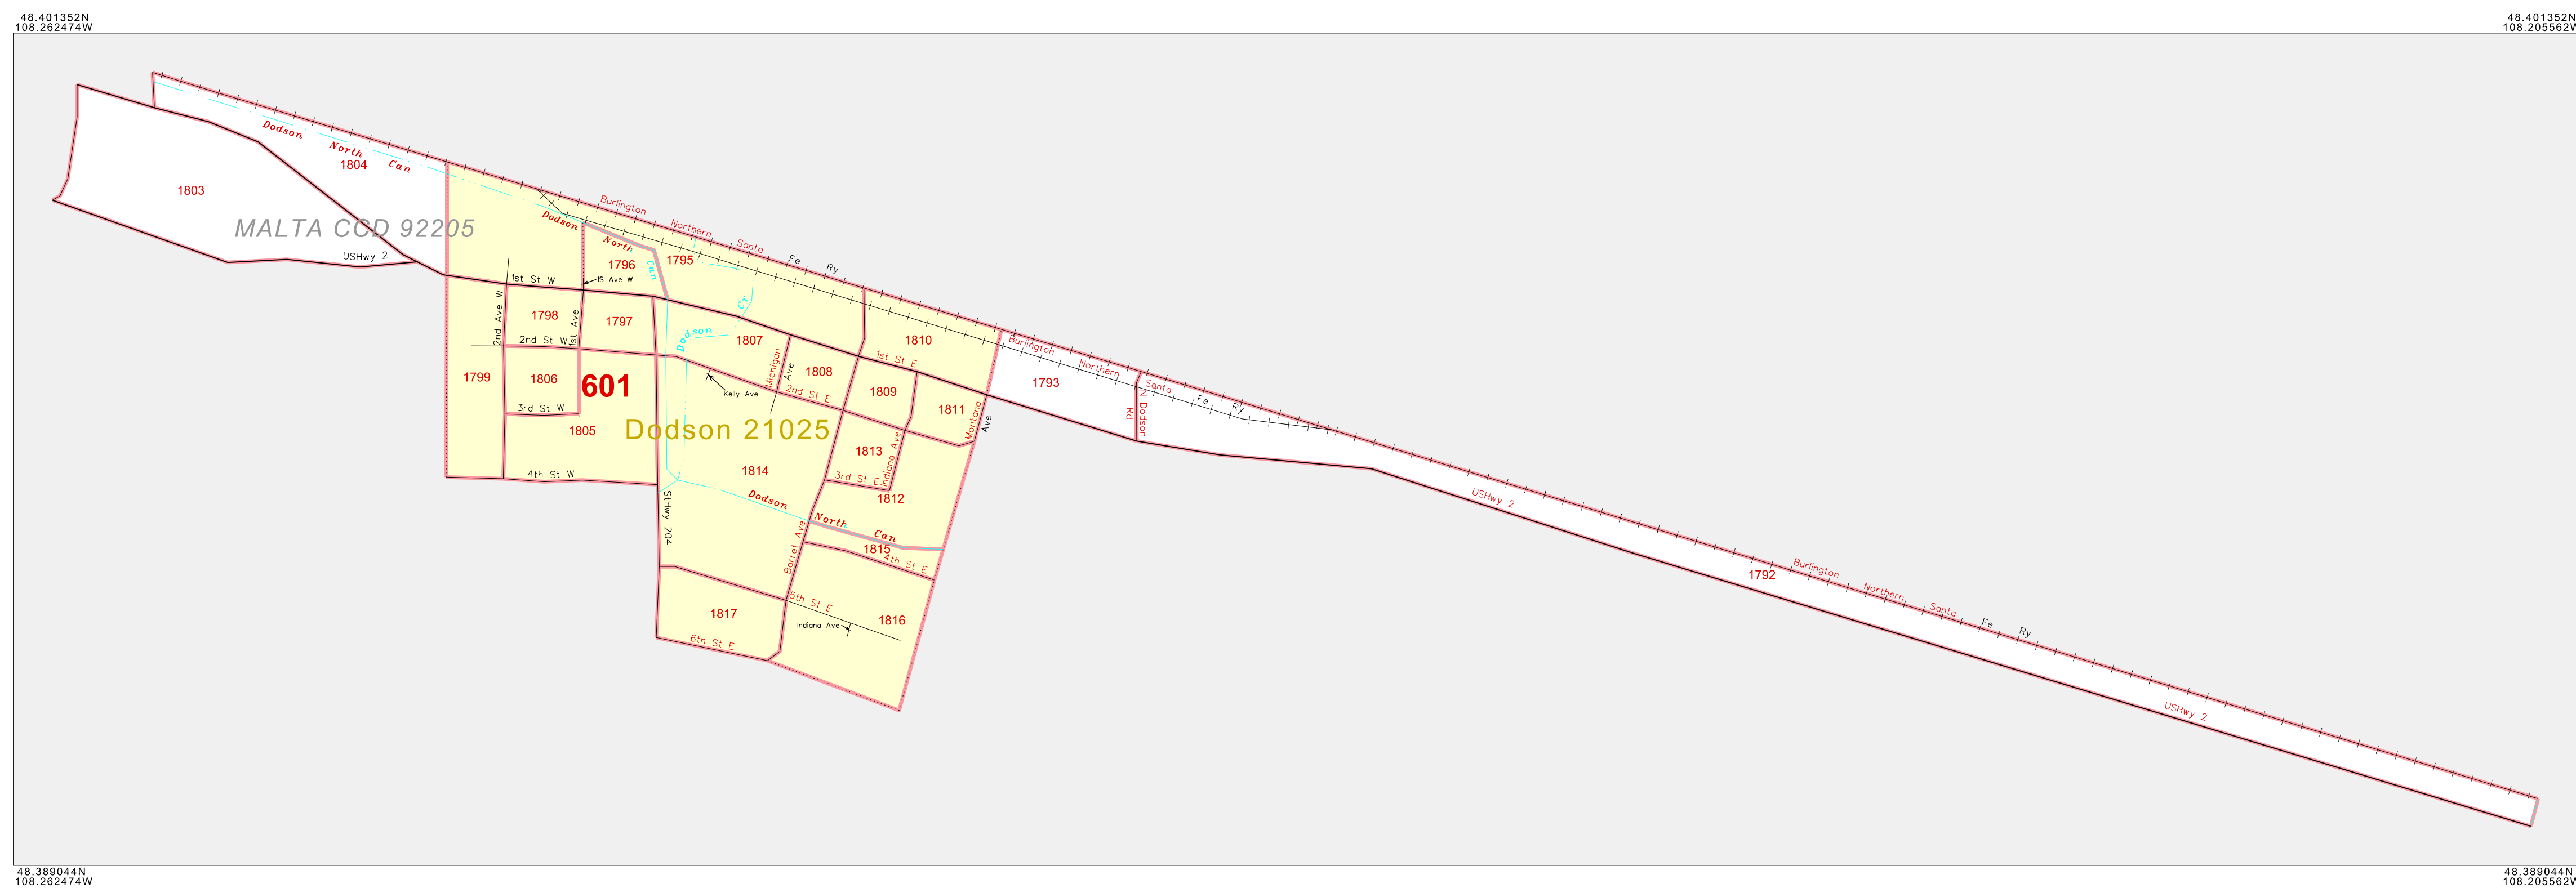 48.401352N
108.262474W
48.401352N
108.205562W
Dodson North Can
1804
1803
MALTA CCD 92205
USHwy 2
Burlington Northern Santa Fe Ry
Dodson North Can
1796
1795
1S Ave W
1st St W
2nd Ave W
1798
1st Ave
1797
2nd St W
Dodson Cr
1807
1810
1st St E
Burlington Northern Santa Fe Ry
1793
N Dodson Rd
1799
1806
601
Michigan Ave
1808
Kelly Ave
2nd St E
1809
1811
Montana Ave
3rd St W
1805
Dodson 21025
1813
Indiana Ave
4th St W
1814
3rd St E
1812
StHwy 204
Dodson North Can
Barret Ave
1815
4th St E
USHwy 2
1792
Burlington Northern Santa Fe Ry
5th St E
1817
1816
Indiana Ave
6th St E
USHwy 2
48.389044N
108.262474W
48.389044N
108.205562W